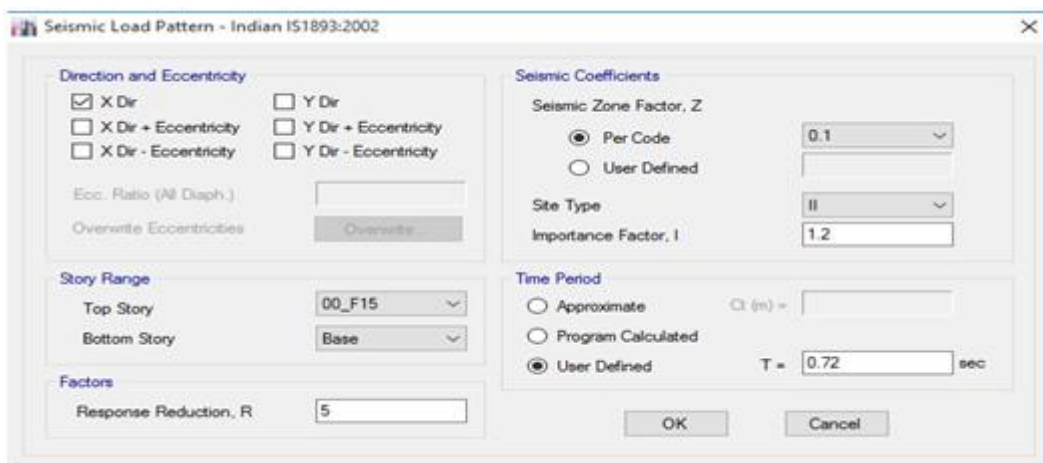 Seismic Load Pattern - Indian IS1893:2002
Direction and Eccentricity
X Dir Y Dir
X Dir + Eccentricity Y Dir + Eccentricity
X Dir - Eccentricity Y Dir - Eccentricity
Ecc. Ratio (All Diaph.)
Overwrite Eccentricities Overwrite...
Story Range
Top Story 00_F15
Bottom Story Base
Factors
Response Reduction, R 5
Seismic Coefficients
Seismic Zone Factor, Z
Per Code 0.1
User Defined
Site Type II
Importance Factor, I 1.2
Time Period
Approximate Ct (m) =
Program Calculated
User Defined T = 0.72 sec
OK Cancel